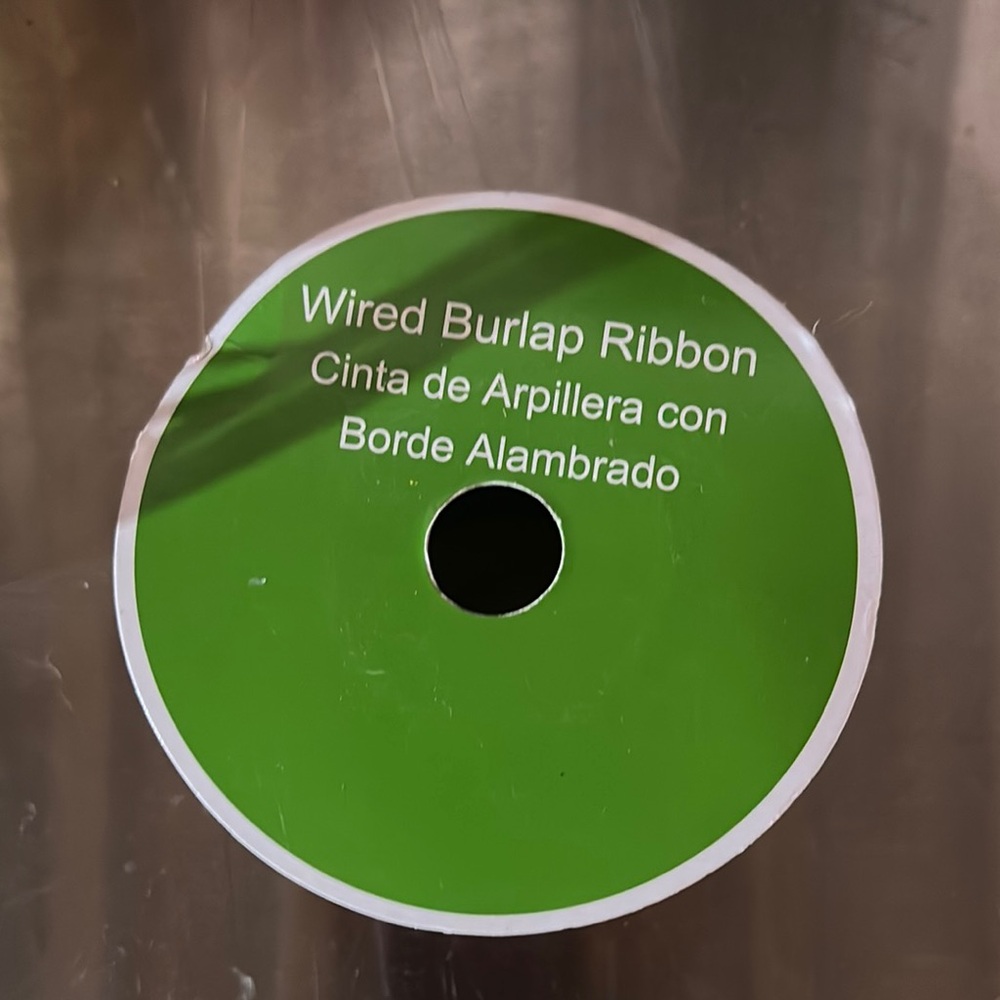 Wired Burlap Ribbon
Cinta de Arpillera con
Borde Alambrado